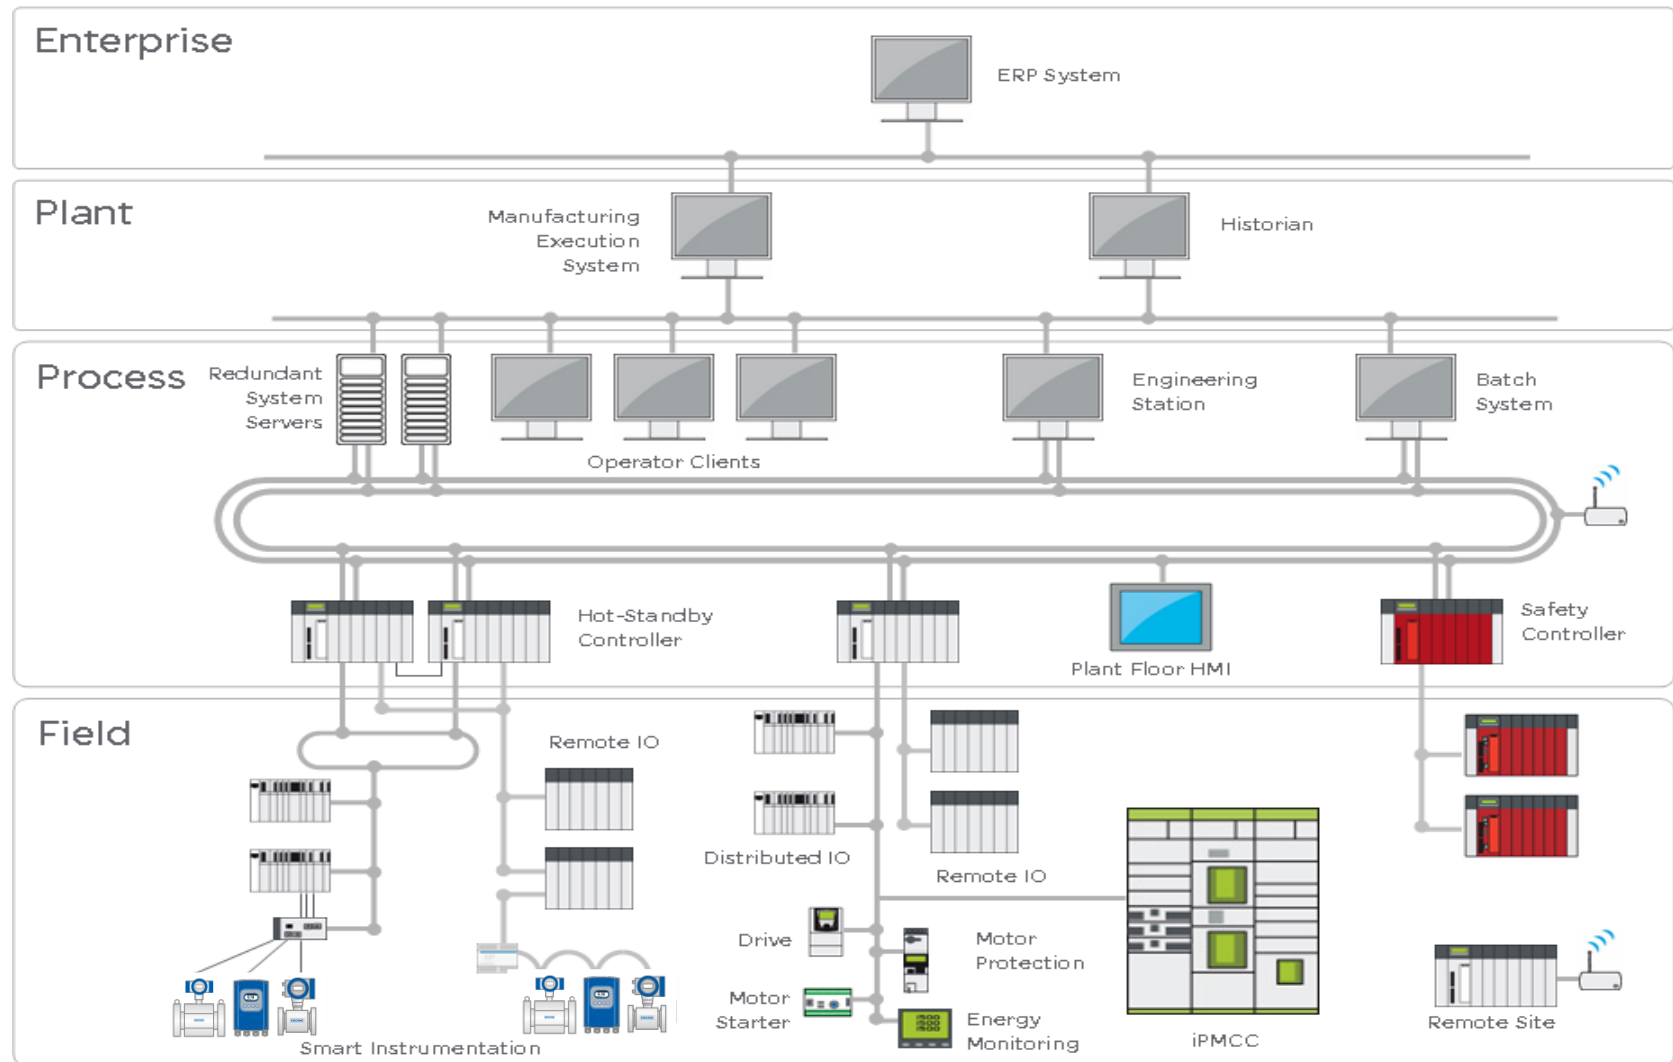 Enterprise
ERP System
Plant
Manufacturing
Execution
System
Historian
Process
Redundant
System
Servers
Operator Clients
Engineering
Station
Batch
System
Hot-Standby
Controller
Plant Floor HMI
Safety
Controller
Field
Remote IO
Distributed IO
Remote IO
Drive
Motor
Protection
Motor
Starter
Energy
Monitoring
iPMCC
Remote Site
Smart Instrumentation